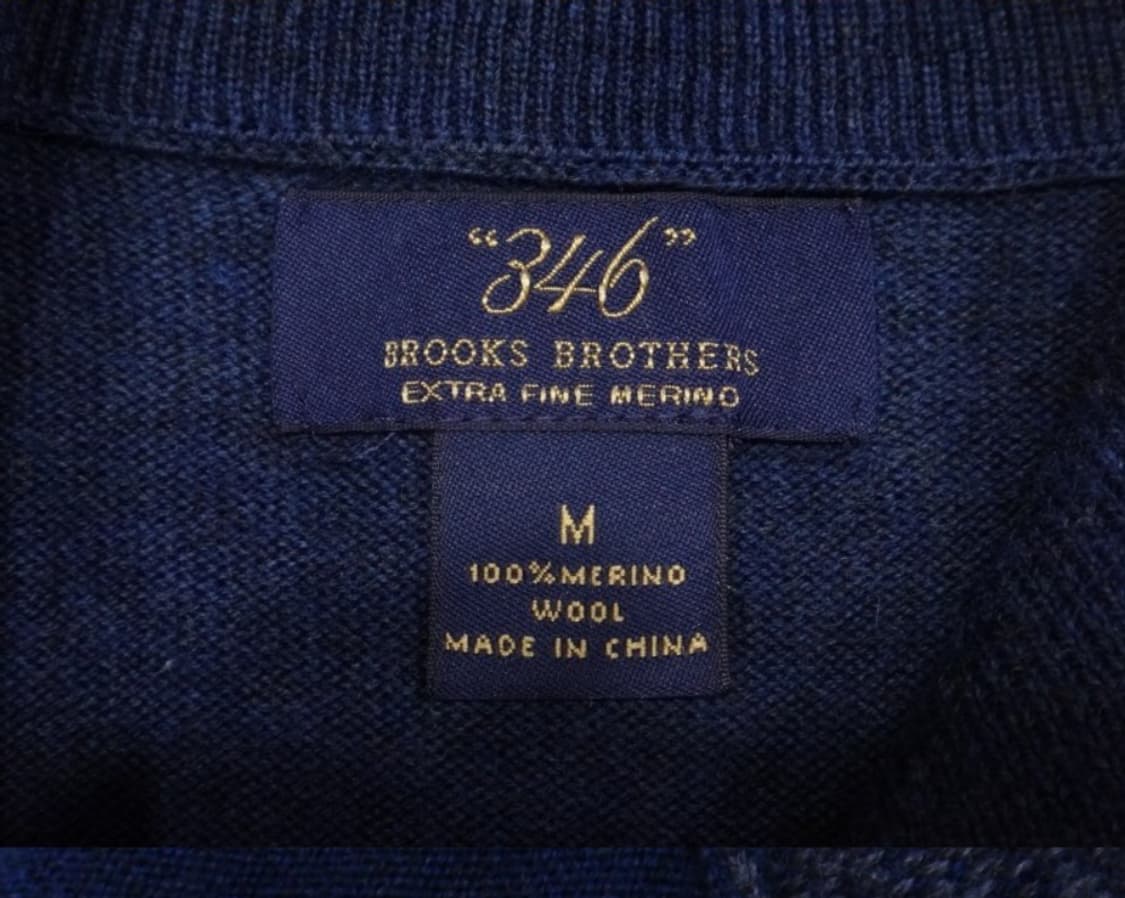 “346”
BROOKS BROTHERS
EXTRA FINE MERINO
M
100%MERINO
WOOL
MADE IN CHINA